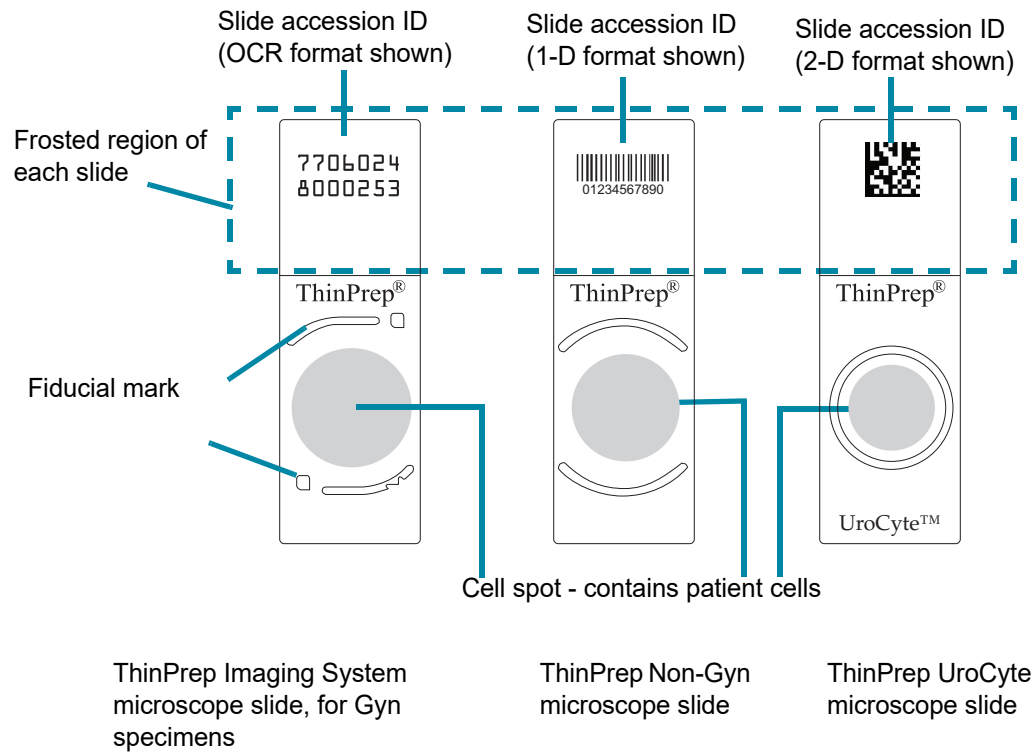 Slide accession ID
(OCR format shown)
Slide accession ID
(1-D format shown)
Slide accession ID
(2-D format shown)
Frosted region of
each slide
7706024
8000253
01234567890
ThinPrep®
ThinPrep®
ThinPrep®
Fiducial mark
UroCyte™
Cell spot - contains patient cells
ThinPrep Imaging System
microscope slide, for Gyn
specimens
ThinPrep Non-Gyn
microscope slide
ThinPrep UroCyte
microscope slide